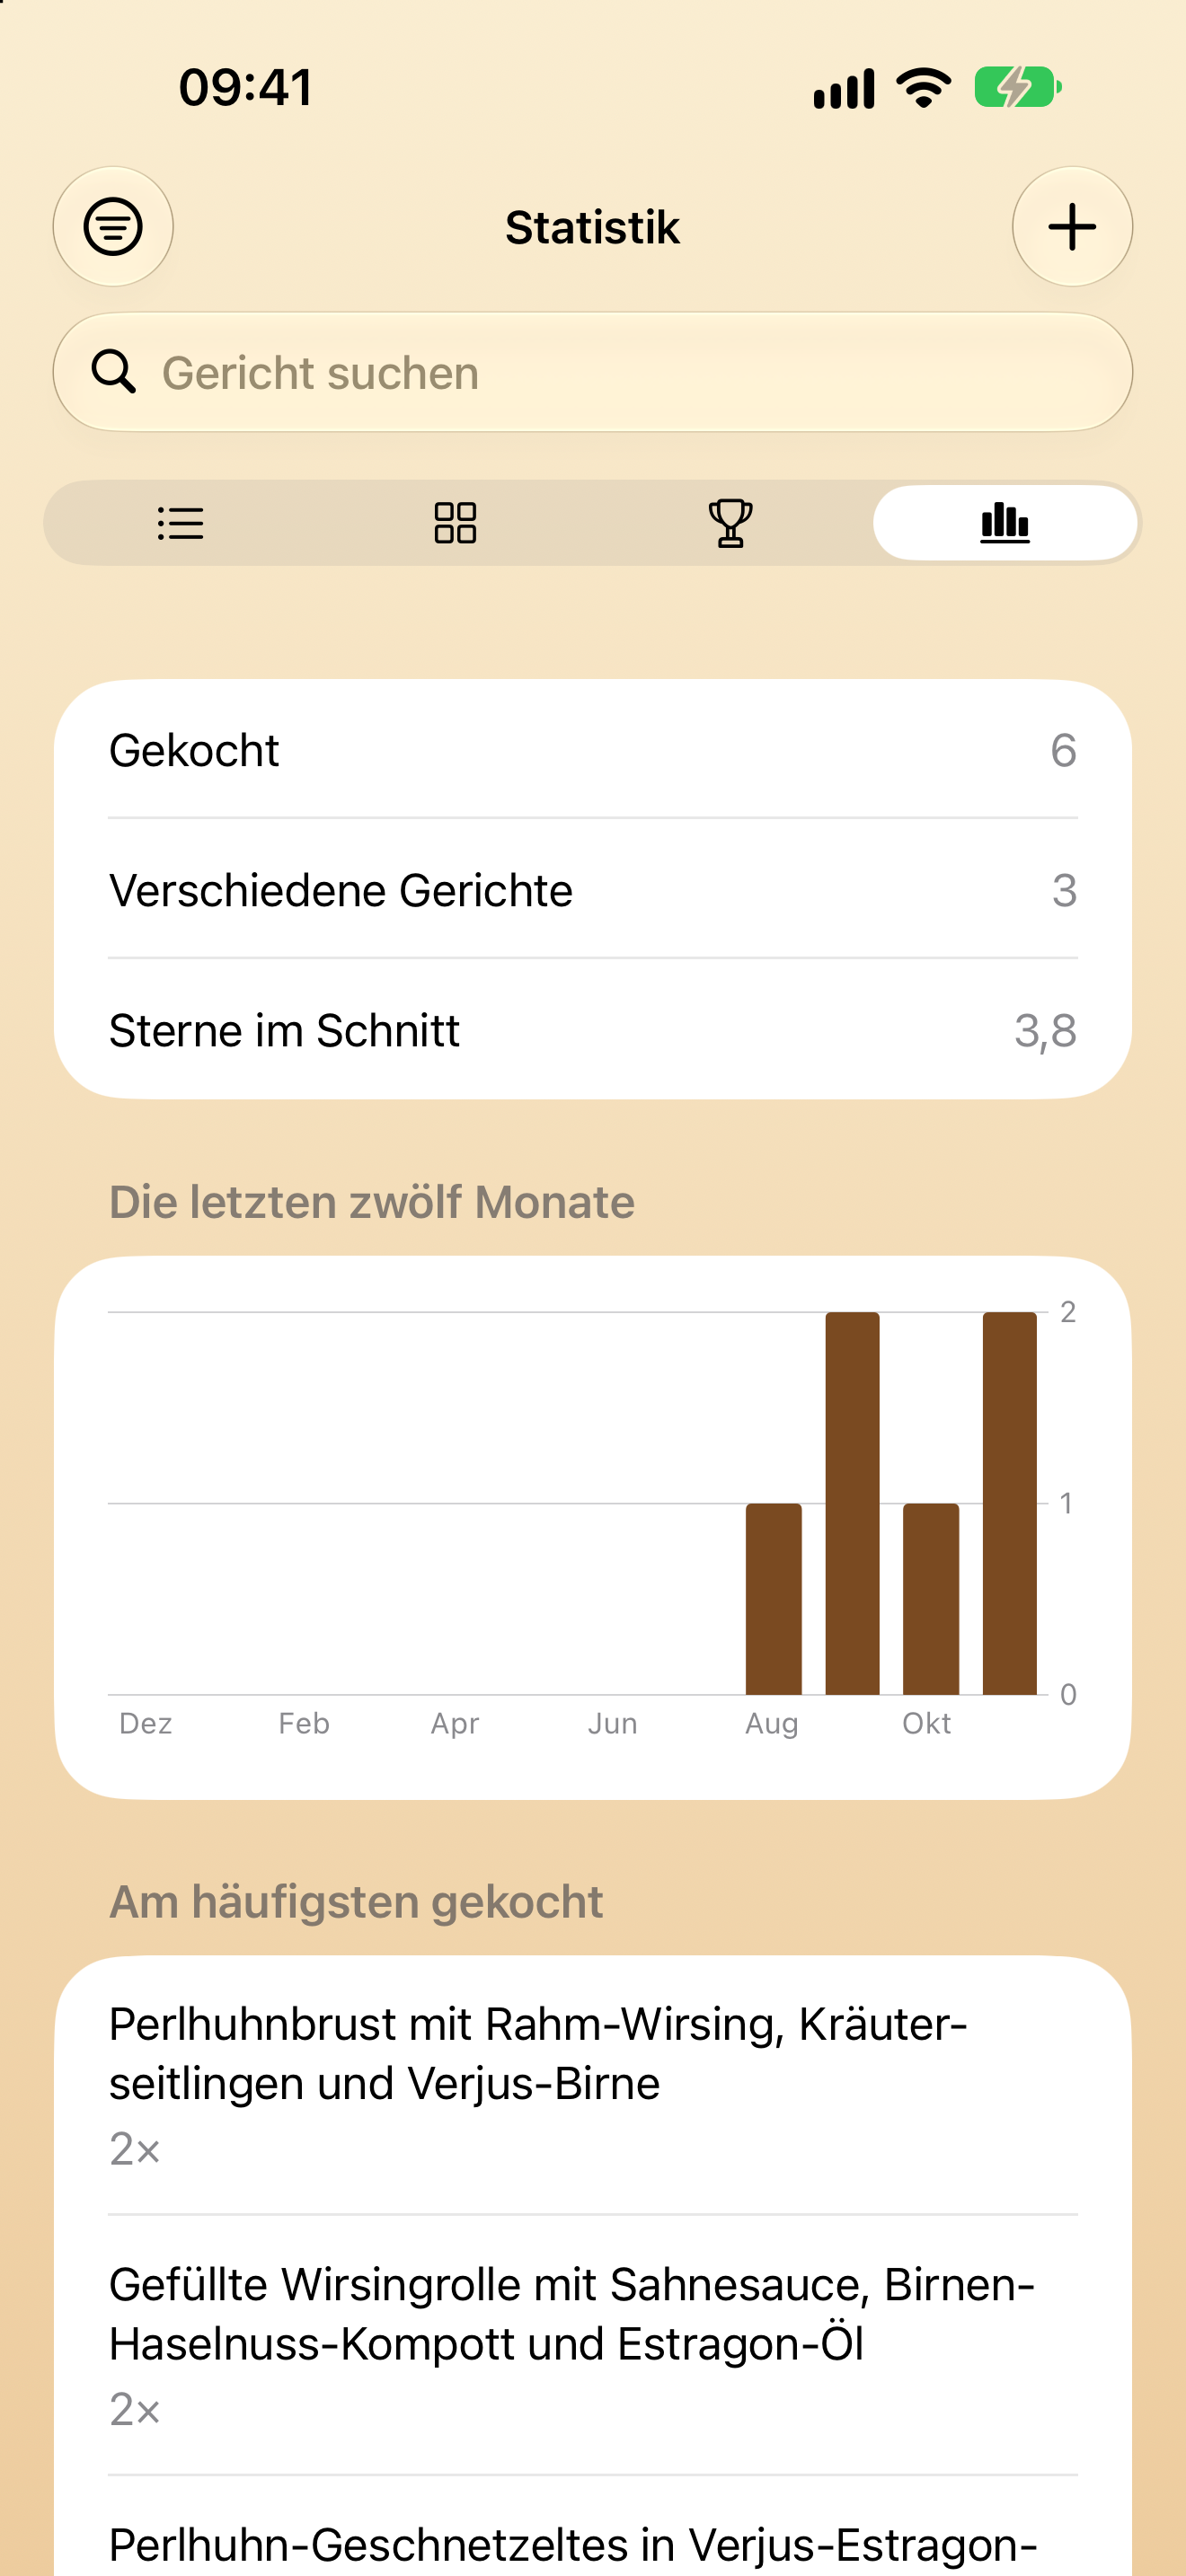 09:41
Statistik
Gericht suchen
Gekocht 6
Verschiedene Gerichte 3
Sterne im Schnitt 3,8
Die letzten zwölf Monate
2
1
0
Dez Feb Apr Jun Aug Okt
Am häufigsten gekocht
Perlhuhnbrust mit Rahm-Wirsing, Kräuter-
seitlingen und Verjus-Birne
2×
Gefüllte Wirsingrolle mit Sahnesauce, Birnen-
Haselnuss-Kompott und Estragon-Öl
2×
Perlhuhn-Geschnetzeltes in Verjus-Estragon-